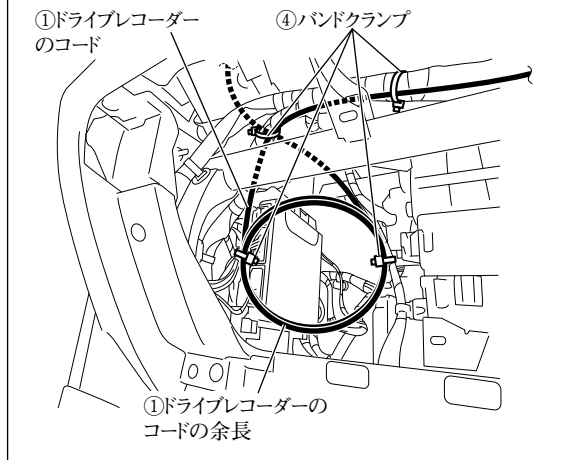 ①ドライブレコーダー
のコード
④バンドクランプ
①ドライブレコーダーの
コードの余長